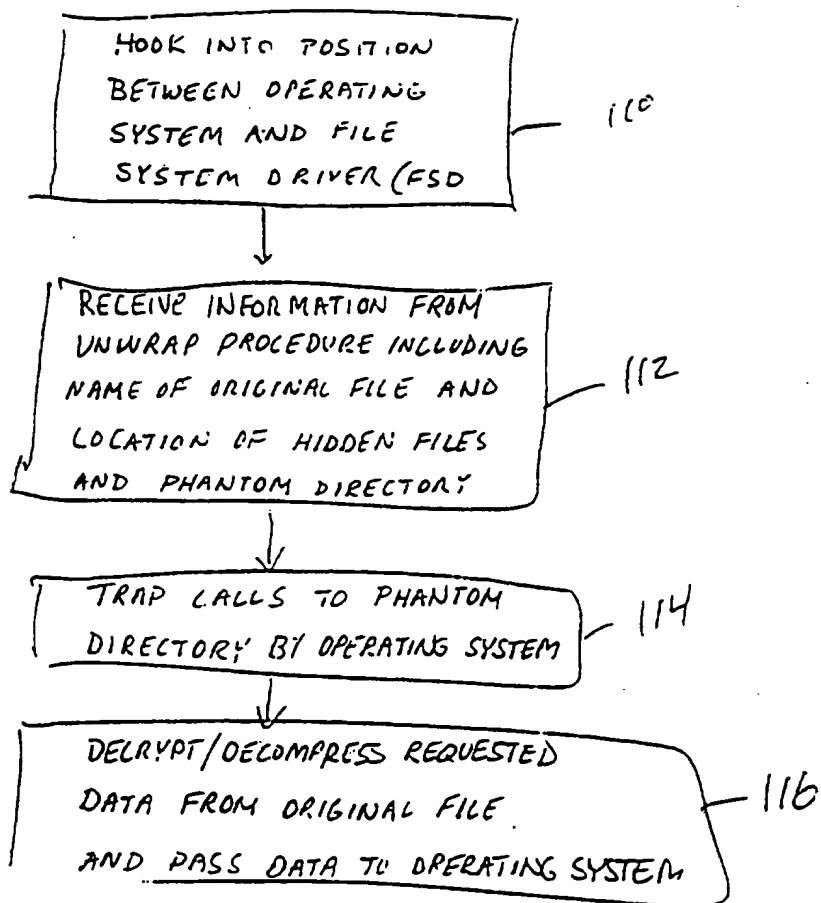 HOOK INTO POSITION
BETWEEN OPERATING
SYSTEM AND FILE
SYSTEM DRIVER (FSD
110
RECEIVE INFORMATION FROM
UNWRAP PROCEDURE INCLUDING
NAME OF ORIGINAL FILE AND
LOCATION OF HIDDEN FILES
AND PHANTOM DIRECTORY
112
TRAP CALLS TO PHANTOM
DIRECTORY BY OPERATING SYSTEM
114
DECRYPT/DECOMPRESS REQUESTED
DATA FROM ORIGINAL FILE
AND PASS DATA TO OPERATING SYSTEM
116